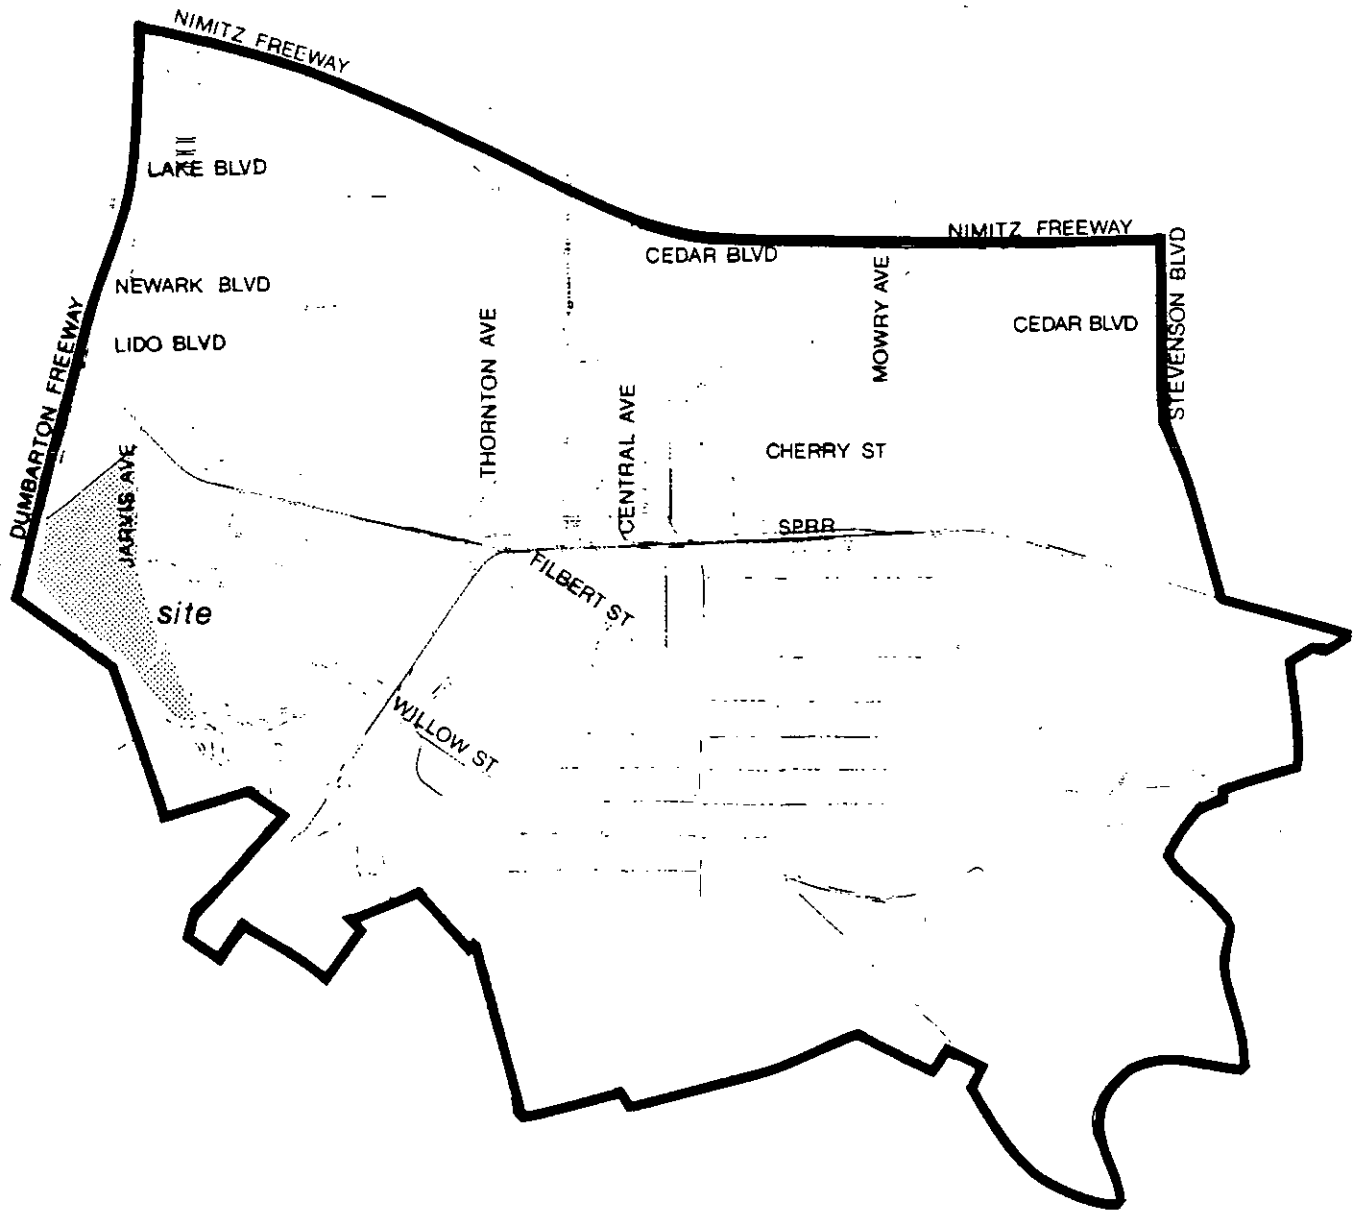 NIMITZ FREEWAY
LAKE BLVD
NIMITZ FREEWAY
STEVENSON BLVD
CEDAR BLVD
MOWRY AVE
NEWARK BLVD
CEDAR BLVD
DUMBARTON FREEWAY
LIDO BLVD
THORNTON AVE
CENTRAL AVE
JARVIS AVE
CHERRY ST
SPRR
FILBERT ST
site
WILLOW ST